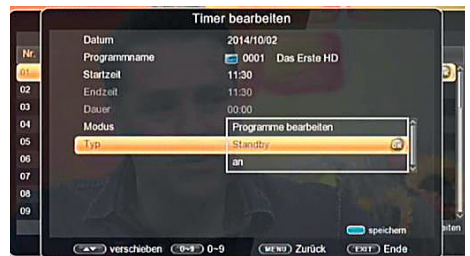 Timer bearbeiten
Nr.
Datum 2014/10/02
Programmname 0001 Das Erste HD
01 Startzeit 11:30
02 Endzeit 11:30
03 Dauer 00:00
04 Modus Programme bearbeiten
05 Typ Standby OK
06 an
07
08
09
speichern
eiten
verschieben 0~9 0~9 MENU Zurück EXIT Ende